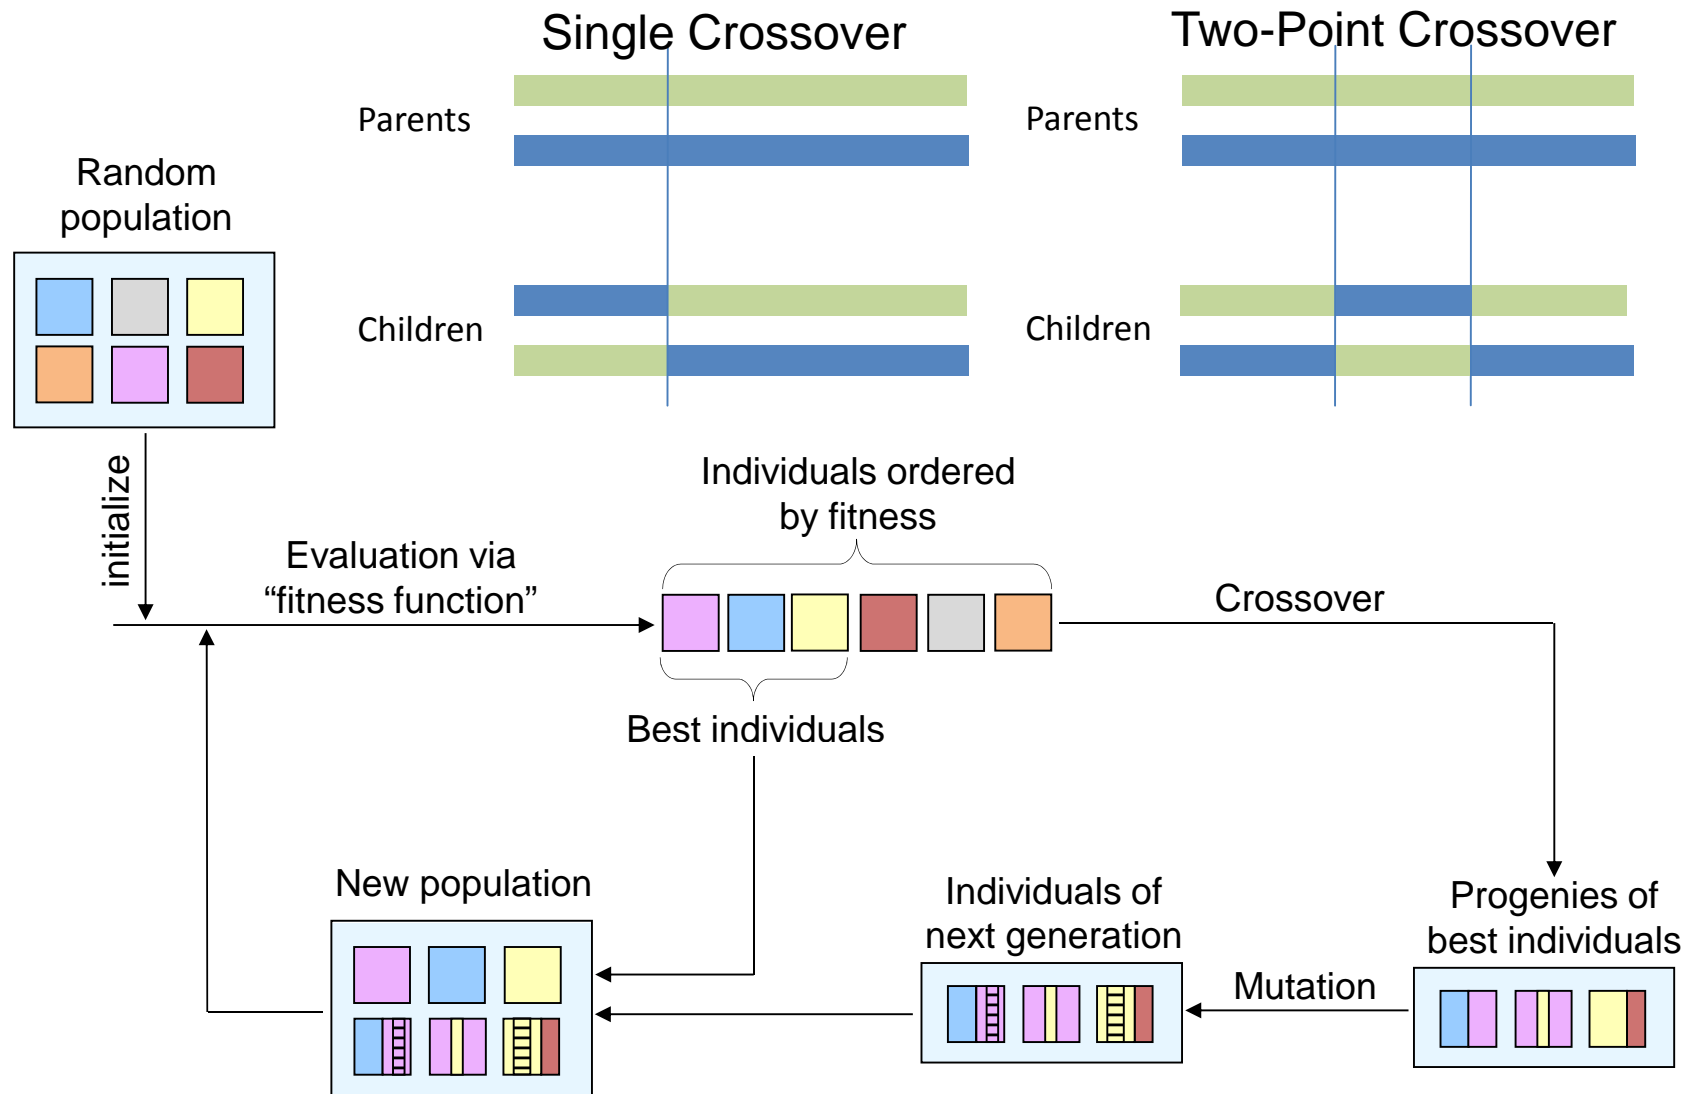 Single Crossover
Two-Point Crossover
Parents
Parents
Random
population
Children
Children
initialize
Individuals ordered
by fitness
Evaluation via
“fitness function”
Crossover
Best individuals
New population
Individuals of
next generation
Progenies of
best individuals
Mutation